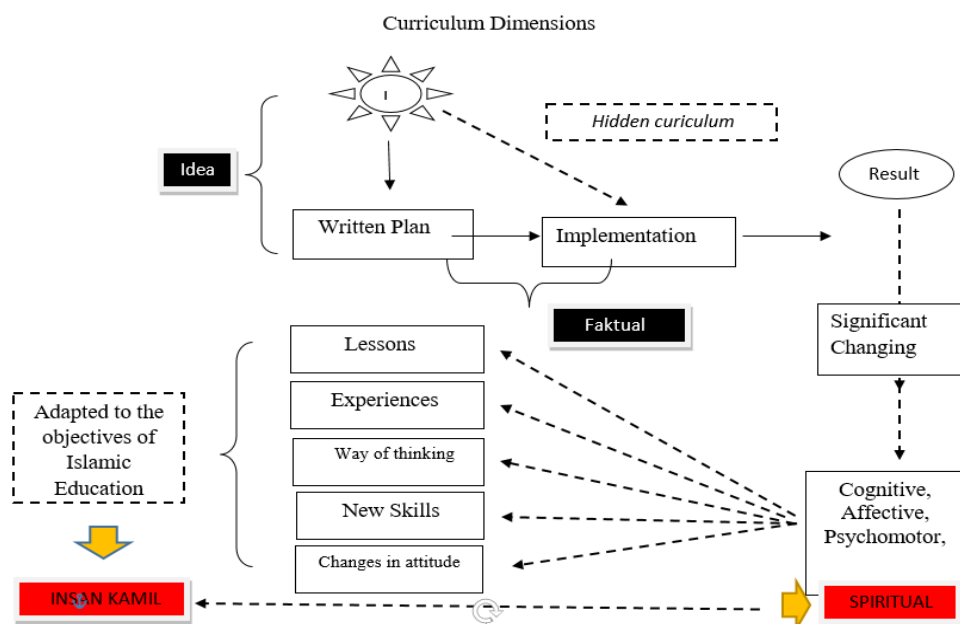 Curriculum Dimensions
I
Hidden curiculum
Idea
Result
Written Plan
Implementation
Faktual
Significant
Changing
Lessons
Experiences
Way of thinking
New Skills
Changes in attitude
Adapted to the
objectives of
Islamic
Education
Cognitive,
Affective,
Psychomotor,
INSAN KAMIL
SPIRITUAL